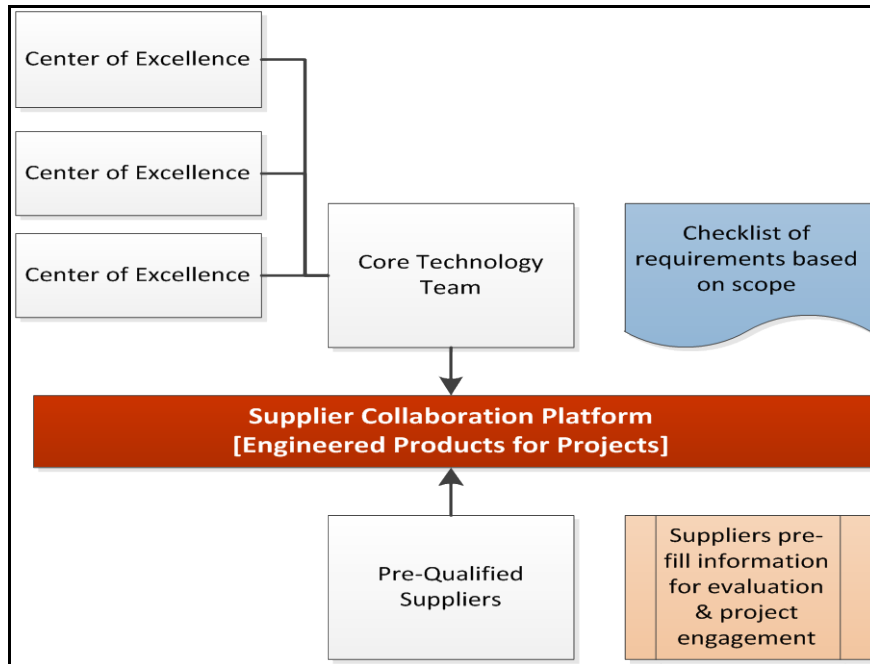 Center of Excellence
Center of Excellence
Center of Excellence
Core Technology
Team
Checklist of
requirements based
on scope
Supplier Collaboration Platform
[Engineered Products for Projects]
Pre-Qualified
Suppliers
Suppliers pre-
fill information
for evaluation
& project
engagement